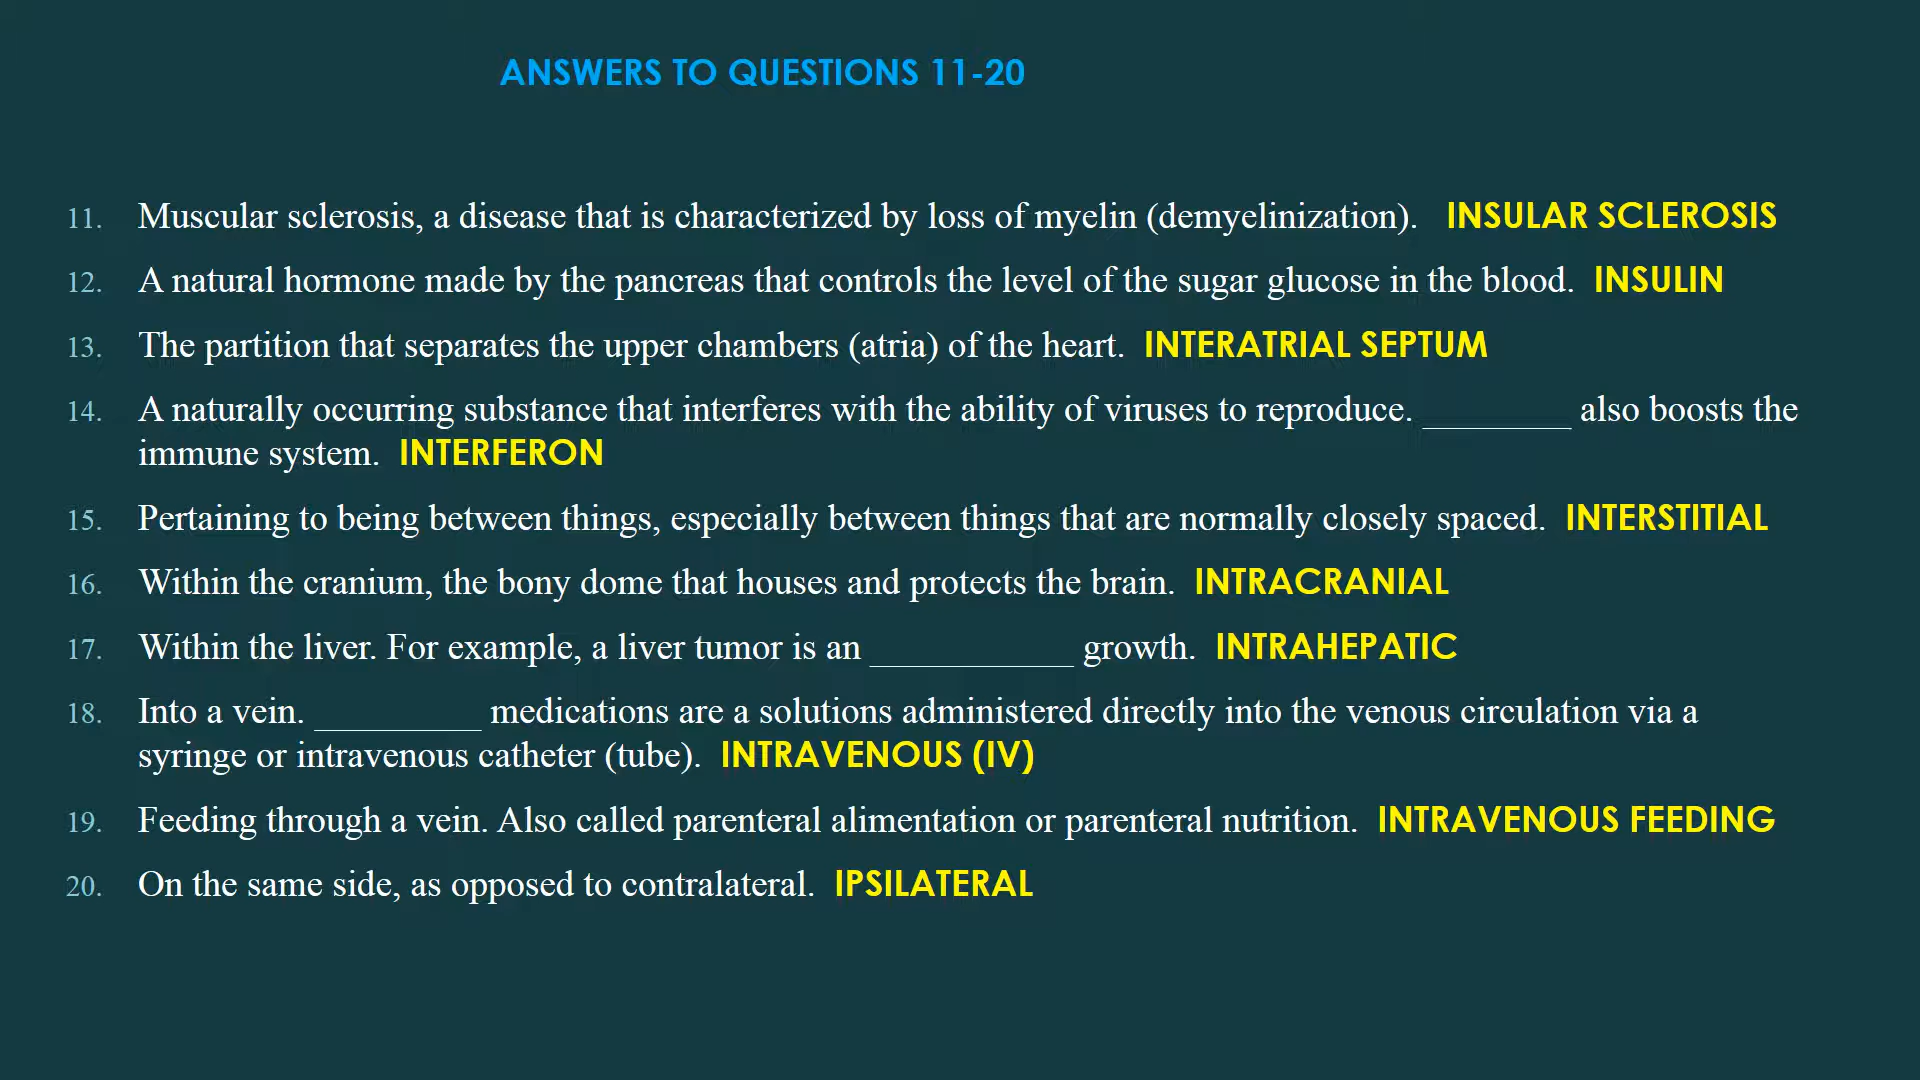 ANSWERS TO QUESTIONS 11-20
11. Muscular sclerosis, a disease that is characterized by loss of myelin (demyelinization). INSULAR SCLEROSIS
12. A natural hormone made by the pancreas that controls the level of the sugar glucose in the blood. INSULIN
13. The partition that separates the upper chambers (atria) of the heart. INTERATRIAL SEPTUM
14. A naturally occurring substance that interferes with the ability of viruses to reproduce. ________ also boosts the
immune system. INTERFERON
15. Pertaining to being between things, especially between things that are normally closely spaced. INTERSTITIAL
16. Within the cranium, the bony dome that houses and protects the brain. INTRACRANIAL
17. Within the liver. For example, a liver tumor is an ___________ growth. INTRAHEPATIC
18. Into a vein. _________ medications are a solutions administered directly into the venous circulation via a
syringe or intravenous catheter (tube). INTRAVENOUS (IV)
19. Feeding through a vein. Also called parenteral alimentation or parenteral nutrition. INTRAVENOUS FEEDING
20. On the same side, as opposed to contralateral. IPSILATERAL